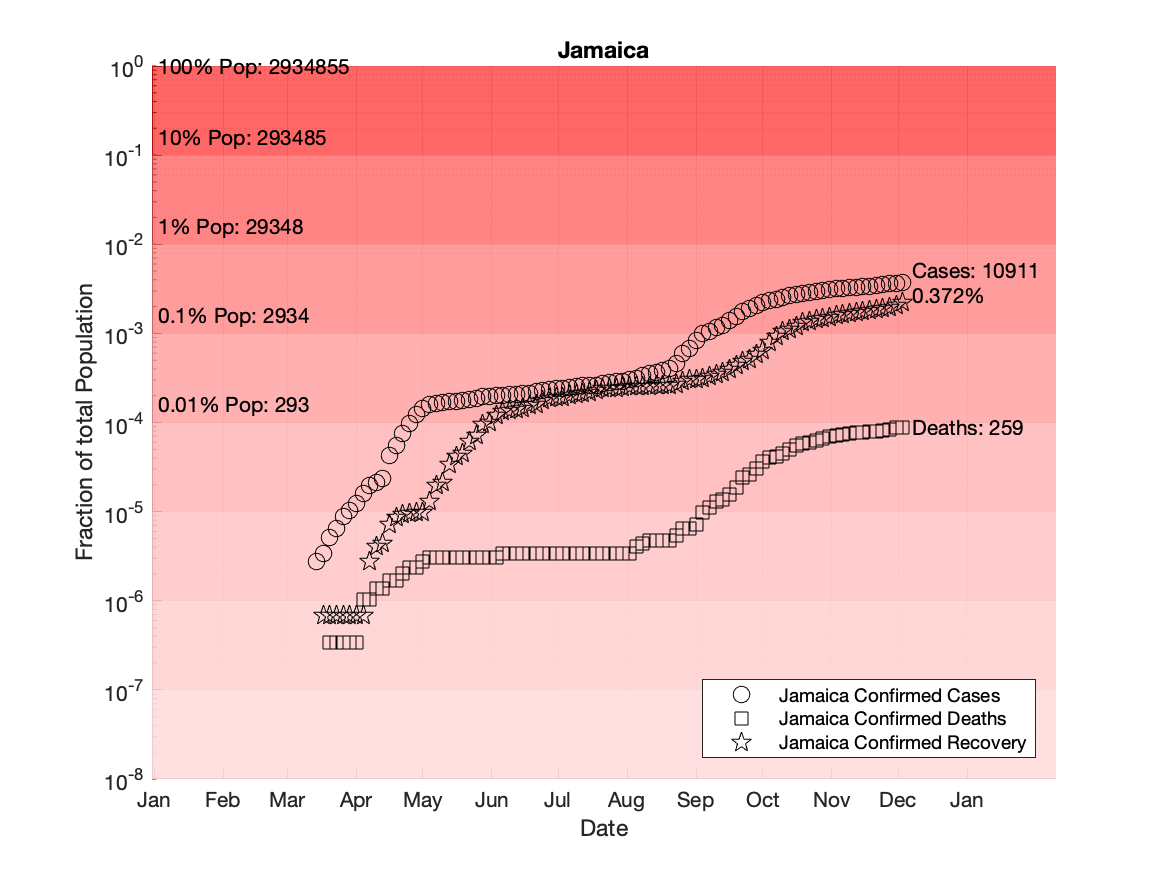 Jamaica
10^0
100% Pop: 2934855
10% Pop: 293485
10^-1
1% Pop: 29348
10^-2
Cases: 10911
0.372%
0.1% Pop: 2934
10^-3
0.01% Pop: 293
10^-4
Deaths: 259
10^-5
10^-6
10^-7
10^-8
Fraction of total Population
Jamaica Confirmed Cases
Jamaica Confirmed Deaths
Jamaica Confirmed Recovery
Jan Feb Mar Apr May Jun Jul Aug Sep Oct Nov Dec Jan
Date